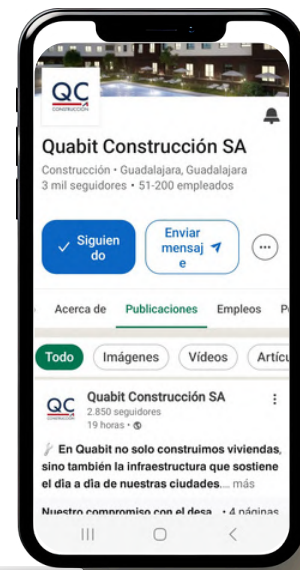 QC
CONSTRUCCIÓN
Quabit Construcción SA
Construcción • Guadalajara, Guadalajara
3 mil seguidores • 51-200 empleados
Siguien
do
Enviar
mensaj
e
Acerca de Publicaciones Empleos P
Todo Imágenes Vídeos Artícu
QC
Quabit Construcción SA
2.850 seguidores
19 horas •
En Quabit no solo construimos viviendas,
sino también la infraestructura que sostiene
el día a día de nuestras ciudades.... más
Nuestro compromiso con el desa... • 4 páginas